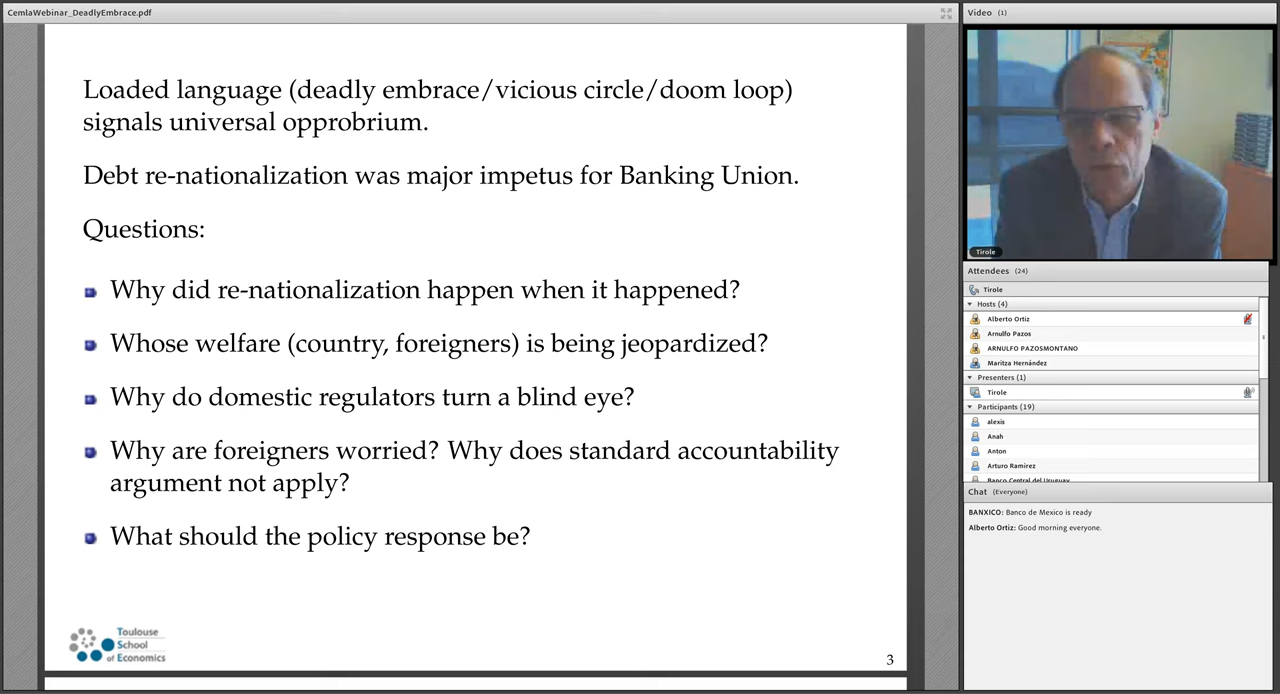 CemlaWebinar_DeadlyEmbrace.pdf
Loaded language (deadly embrace/vicious circle/doom loop)
signals universal opprobrium.
Debt re-nationalization was major impetus for Banking Union.
Questions:
Why did re-nationalization happen when it happened?
Whose welfare (country, foreigners) is being jeopardized?
Why do domestic regulators turn a blind eye?
Why are foreigners worried? Why does standard accountability
argument not apply?
What should the policy response be?
Toulouse
School
of Economics
3
Video (1)
Tirole
Attendees (24)
Tirole
Hosts (4)
Alberto Ortiz
Arnulfo Pazos
ARNULFO PAZOSMONTANO
Maritza Hernández
Presenters (1)
Tirole
Participants (19)
alexis
Anah
Anton
Arturo Ramirez
Banco Central del Uruguay
Chat (Everyone)
BANXICO: Banco de Mexico is ready
Alberto Ortiz: Good morning everyone.